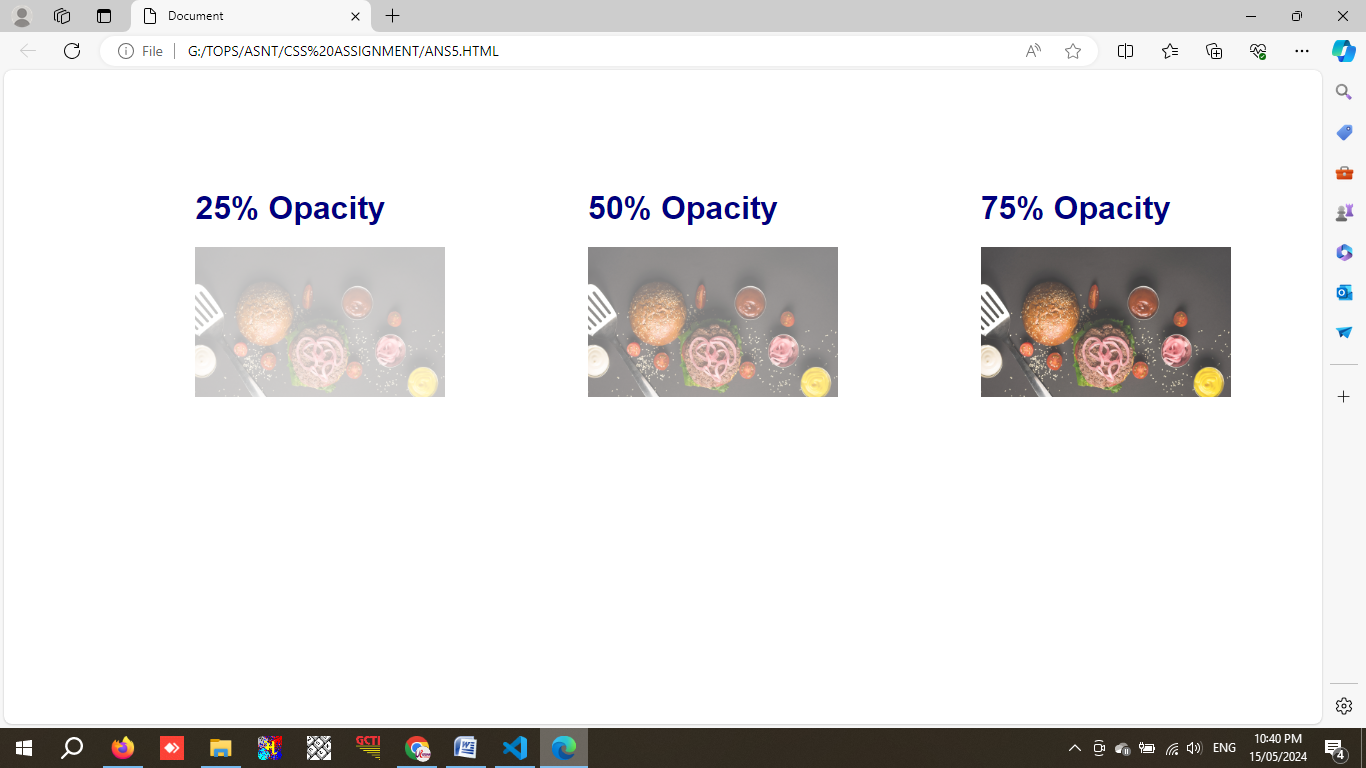 Document
File
G:/TOPS/ASNT/CSS%20ASSIGNMENT/ANS5.HTML
25% Opacity
50% Opacity
75% Opacity
GCTI
ENG
10:40 PM
15/05/2024
4